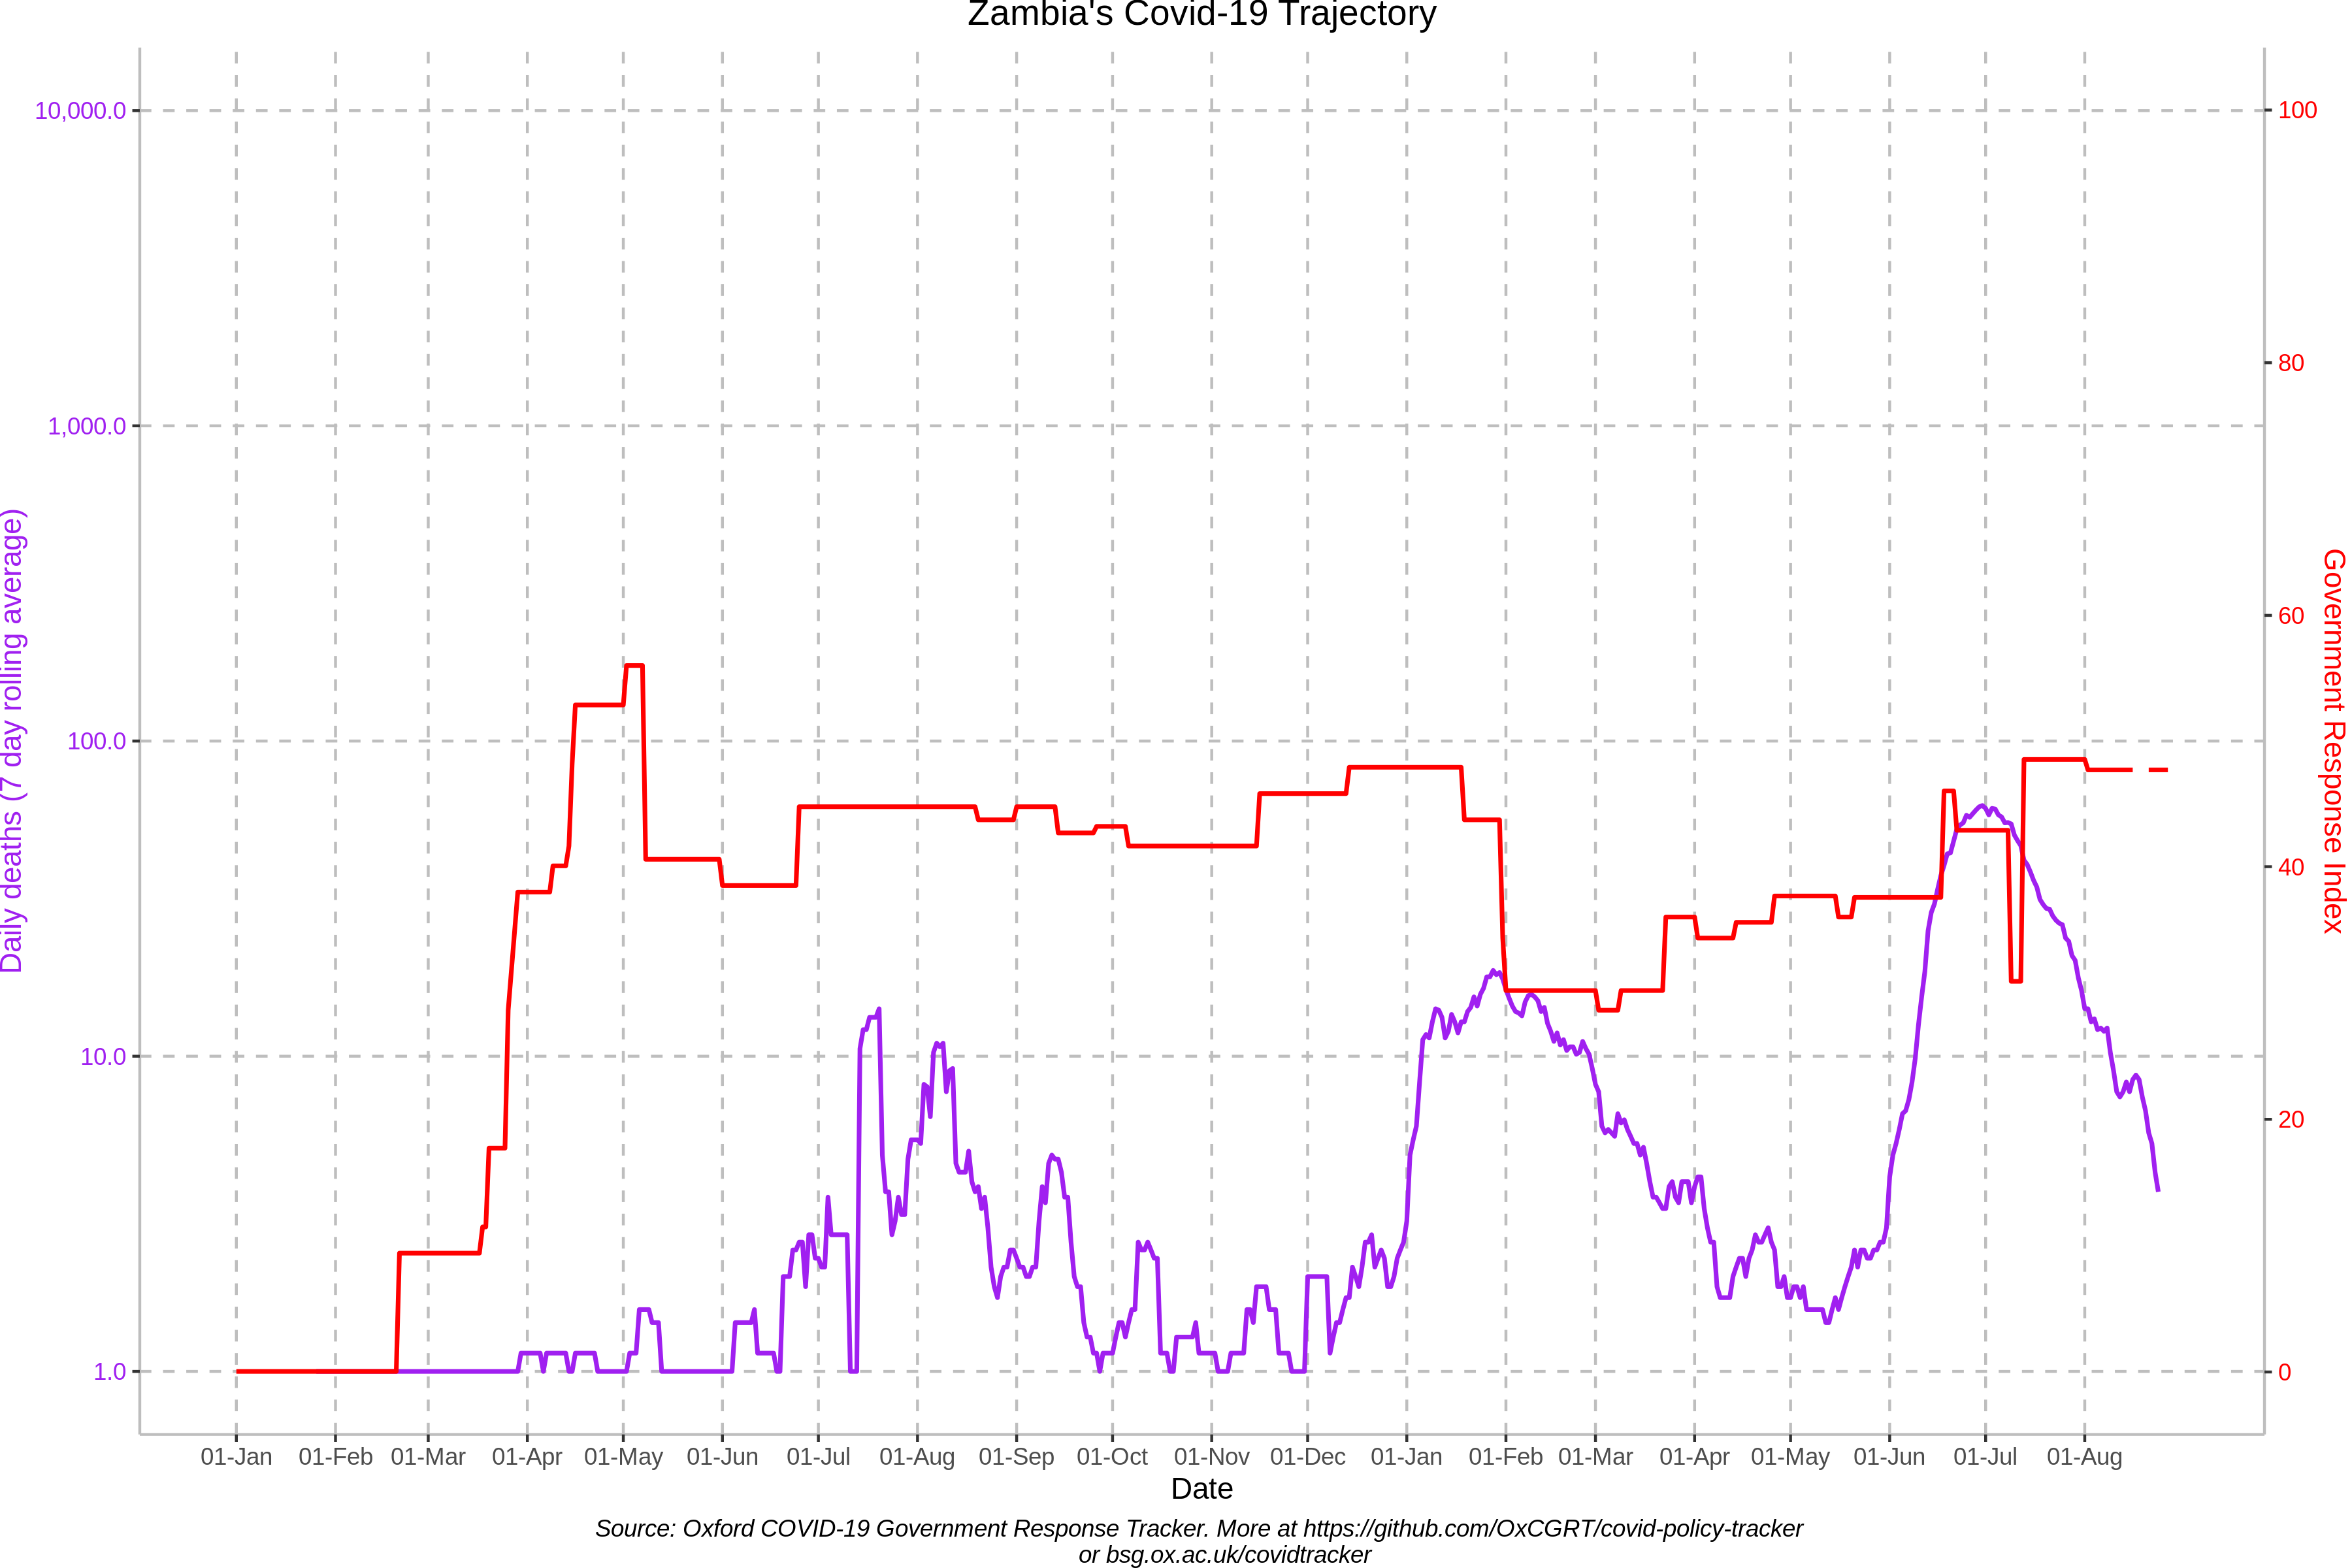 Zambia's Covid-19 Trajectory
10,000.0
1,000.0
100.0
10.0
1.0
Daily deaths (7 day rolling average)
100
80
60
40
20
0
Government Response Index
01-Jan 01-Feb 01-Mar 01-Apr 01-May 01-Jun 01-Jul 01-Aug 01-Sep 01-Oct 01-Nov 01-Dec 01-Jan 01-Feb 01-Mar 01-Apr 01-May 01-Jun 01-Jul 01-Aug
Date
Source: Oxford COVID-19 Government Response Tracker. More at https://github.com/OxCGRT/covid-policy-tracker
or bsg.ox.ac.uk/covidtracker